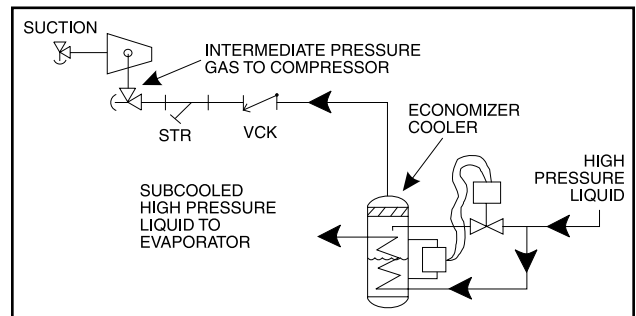 SUCTION
INTERMEDIATE PRESSURE
GAS TO COMPRESSOR
STR
VCK
ECONOMIZER
COOLER
HIGH
PRESSURE
LIQUID
SUBCOOLED
HIGH PRESSURE
LIQUID TO
EVAPORATOR